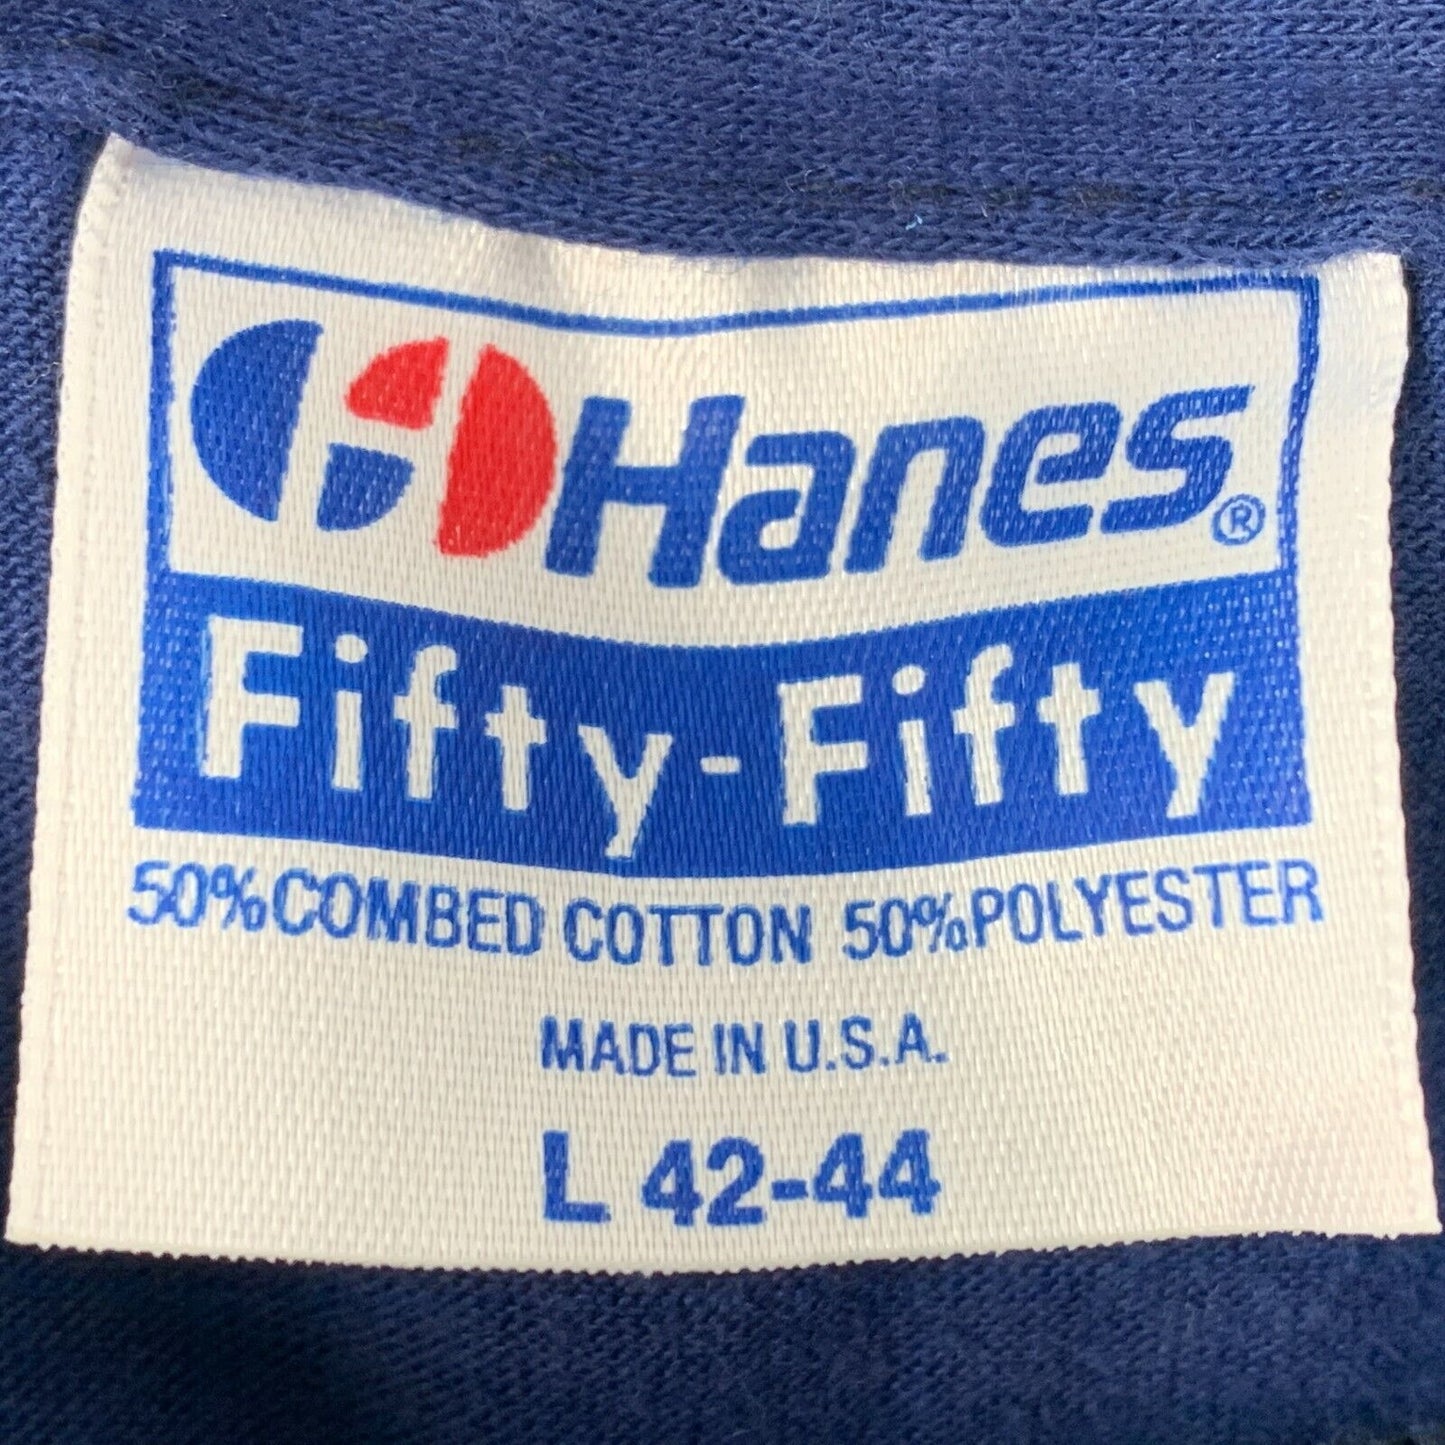 Hanes®
Fifty-Fifty
50% COMBED COTTON 50% POLYESTER
MADE IN U.S.A.
L 42-44